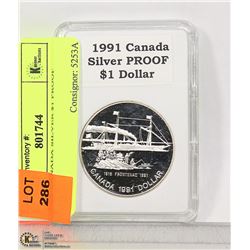 1991 Canada
Silver PROOF
$1 Dollar
1816 FRONTENAC 1991
CANADA 1991 DOLLAR
Consignor: 5253A
Inventory #:
801744
LOT
286